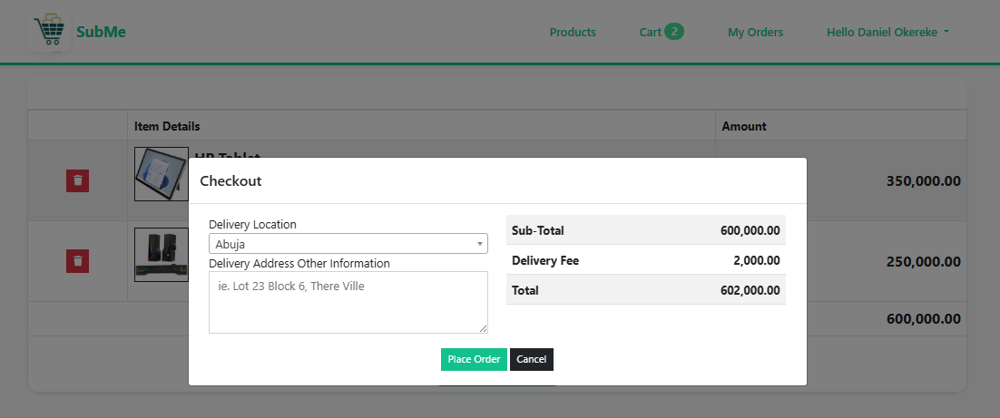 SubMe
Products
Cart 2
My Orders
Hello Daniel Okereke
Item Details
Amount
HP Tablet
350,000.00
250,000.00
600,000.00
Checkout
Delivery Location
Abuja
Delivery Address Other Information
ie. Lot 23 Block 6, There Ville
Sub-Total 600,000.00
Delivery Fee 2,000.00
Total 602,000.00
Place Order
Cancel